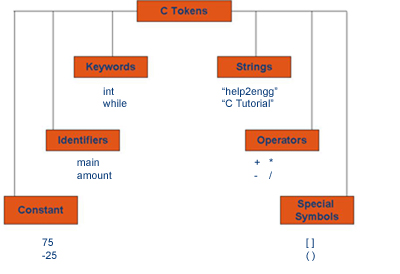 C Tokens
Keywords
int
while
Strings
“help2engg”
“C Tutorial”
Identifiers
main
amount
Operators
+ *
- /
Constant
75
-25
Special
Symbols
[ ]
( )